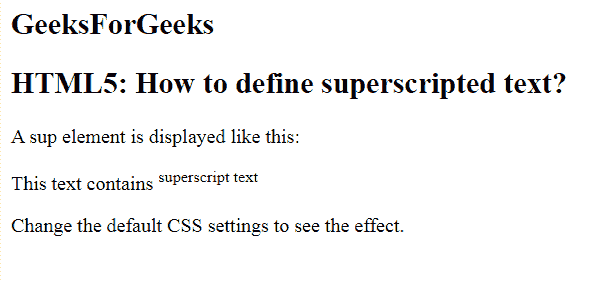 GeeksForGeeks
HTML5: How to define superscripted text?
A sup element is displayed like this:
This text contains superscript text
Change the default CSS settings to see the effect.